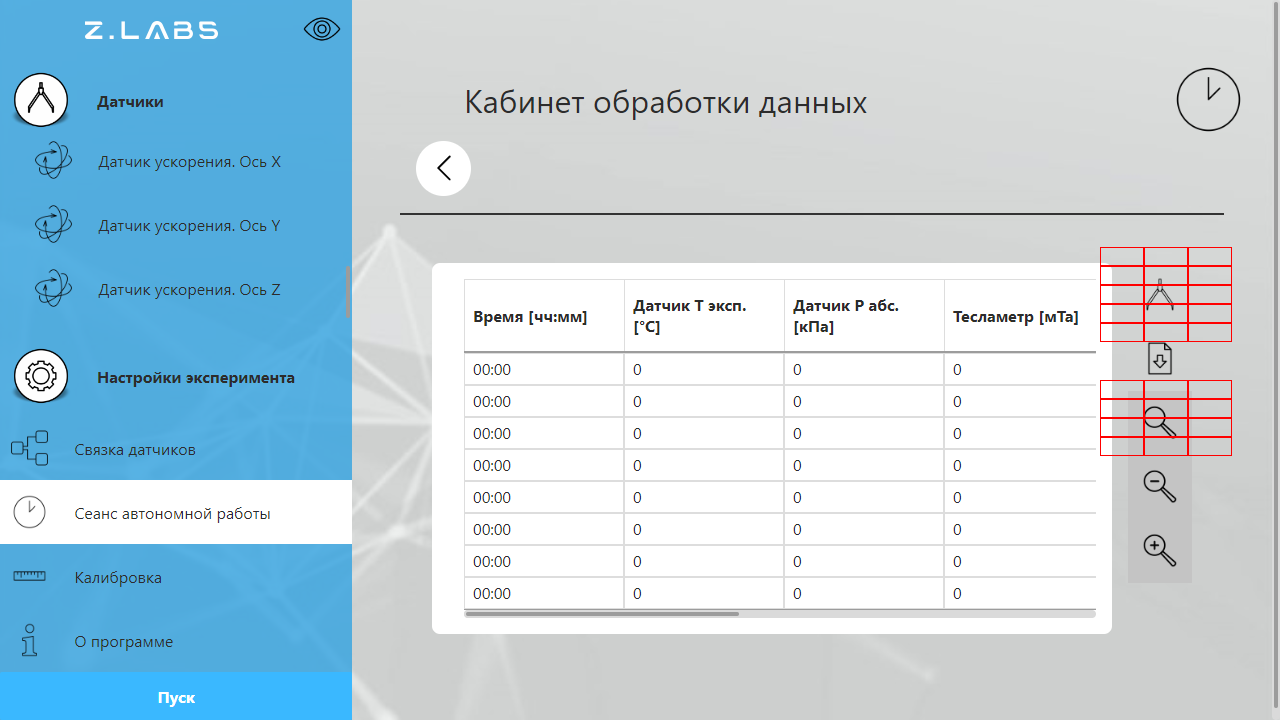 Z.LABS
Датчики
Датчик ускорения. Ось X
Датчик ускорения. Ось Y
Датчик ускорения. Ось Z
Настройки эксперимента
Связка датчиков
Сеанс автономной работы
Калибровка
О программе
Пуск
Кабинет обработки данных
Время [чч:мм] Датчик Т эксп. [°C] Датчик P абс. [кПа] Тесламетр [мТа]
00:00 0 0 0
00:00 0 0 0
00:00 0 0 0
00:00 0 0 0
00:00 0 0 0
00:00 0 0 0
00:00 0 0 0
00:00 0 0 0